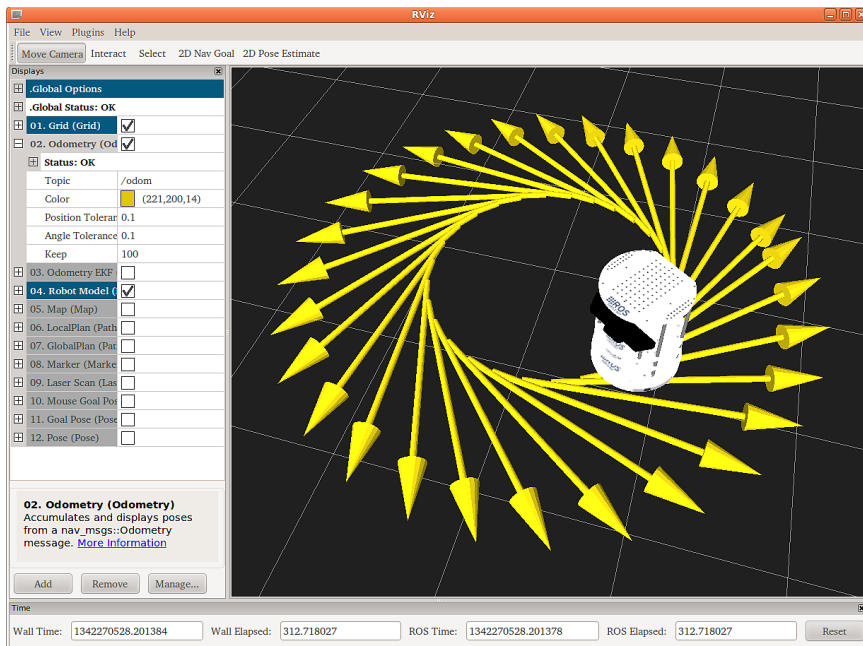 RViz
File View Plugins Help
Move Camera Interact Select 2D Nav Goal 2D Pose Estimate
Displays
.Global Options
.Global Status: OK
01. Grid (Grid)
02. Odometry (Od
Status: OK
Topic /odom
Color (221,200,14)
Position Toleran 0.1
Angle Tolerance 0.1
Keep 100
03. Odometry EKF
04. Robot Model (
05. Map (Map)
06. LocalPlan (Path
07. GlobalPlan (Pat
08. Marker (Marke
09. Laser Scan (Las
10. Mouse Goal Pos
11. Goal Pose (Pose
12. Pose (Pose)
ROS
02. Odometry (Odometry)
Accumulates and displays poses
from a nav_msgs::Odometry
message. More Information
Add Remove Manage...
Time
Wall Time: 1342270528.201384 Wall Elapsed: 312.718027 ROS Time: 1342270528.201378 ROS Elapsed: 312.718027 Reset